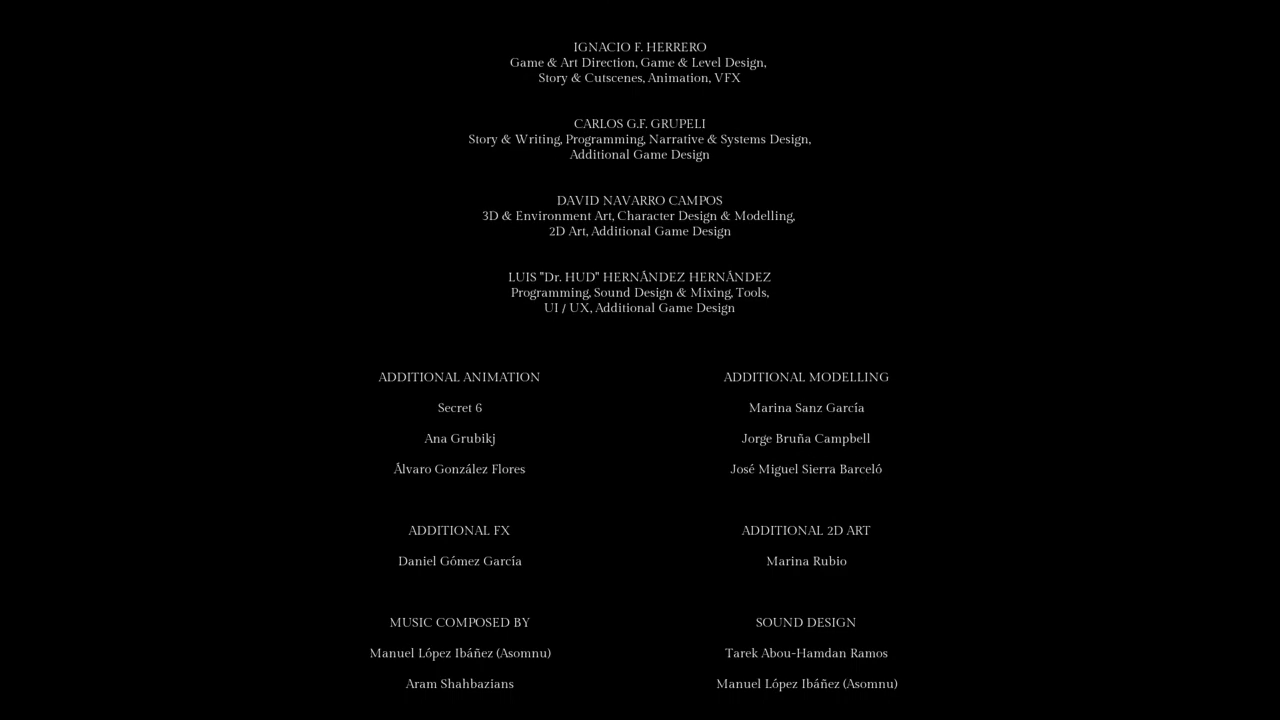 IGNACIO F. HERRERO
Game & Art Direction, Game & Level Design,
Story & Cutscenes, Animation, VFX
CARLOS G.F. GRUPELI
Story & Writing, Programming, Narrative & Systems Design,
Additional Game Design
DAVID NAVARRO CAMPOS
3D & Environment Art, Character Design & Modelling,
2D Art, Additional Game Design
LUIS "Dr. HUD" HERNÁNDEZ HERNÁNDEZ
Programming, Sound Design & Mixing, Tools,
UI / UX, Additional Game Design
ADDITIONAL ANIMATION
Secret 6
Ana Grubikj
Álvaro González Flores
ADDITIONAL MODELLING
Marina Sanz García
Jorge Bruña Campbell
José Miguel Sierra Barceló
ADDITIONAL FX
Daniel Gómez García
ADDITIONAL 2D ART
Marina Rubio
MUSIC COMPOSED BY
Manuel López Ibáñez (Asomnu)
Aram Shahbazians
SOUND DESIGN
Tarek Abou-Hamdan Ramos
Manuel López Ibáñez (Asomnu)